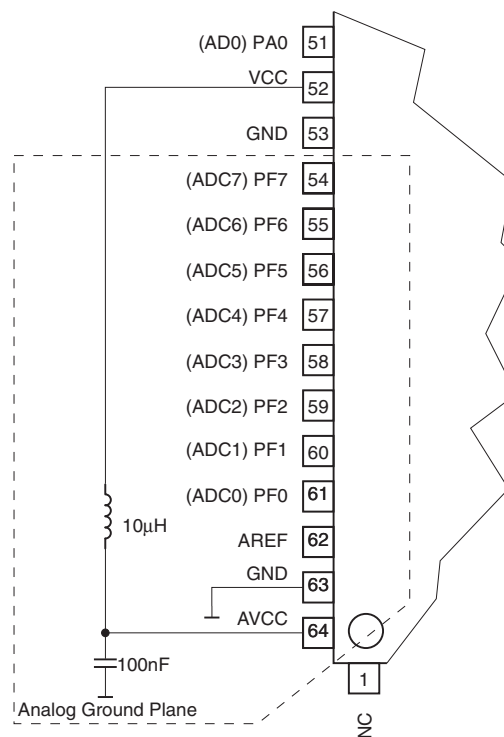 (AD0) PA0 51
VCC 52
GND 53
(ADC7) PF7 54
(ADC6) PF6 55
(ADC5) PF5 56
(ADC4) PF4 57
(ADC3) PF3 58
(ADC2) PF2 59
(ADC1) PF1 60
(ADC0) PF0 61
10μH
AREF 62
GND 63
AVCC 64
100nF
1
Analog Ground Plane
NC